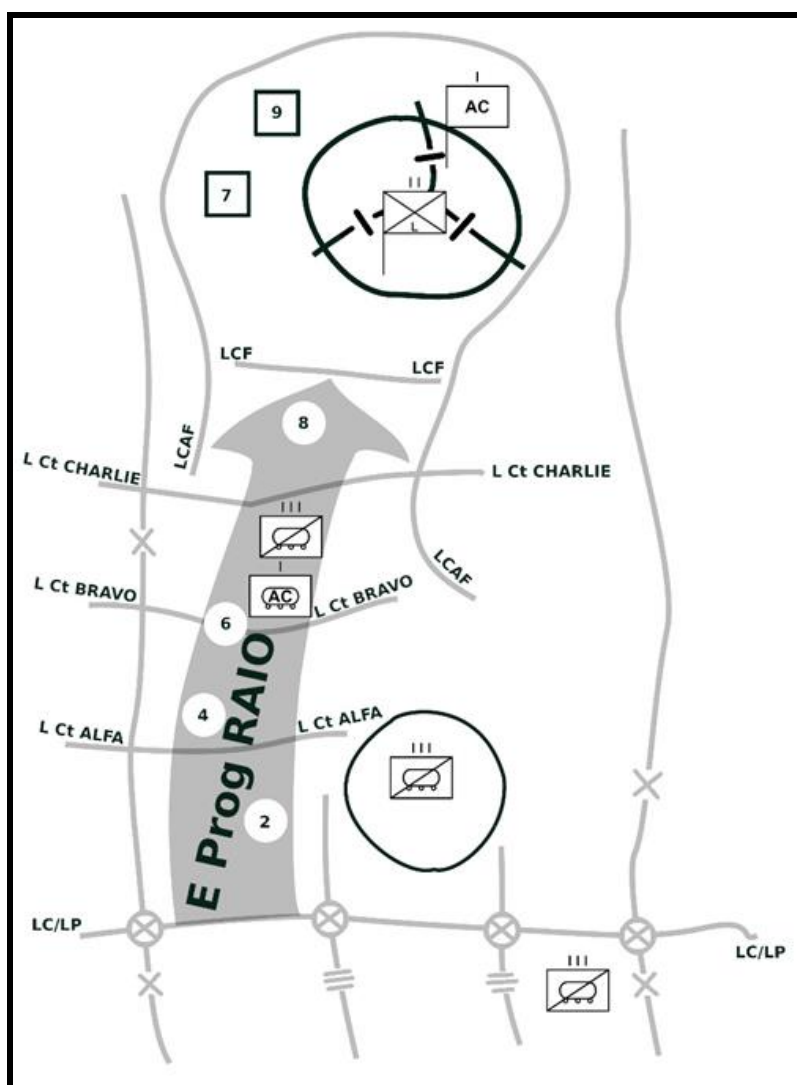 I
AC
9
7
I I
L
LCF
LCF
LCAF
8
L Ct CHARLIE
L Ct CHARLIE
I I I
LCAF
I
AC
L Ct BRAVO
L Ct BRAVO
6
E Prog RAIO
4
L Ct ALFA
L Ct ALFA
I I I
2
LC/LP
LC/LP
I I I